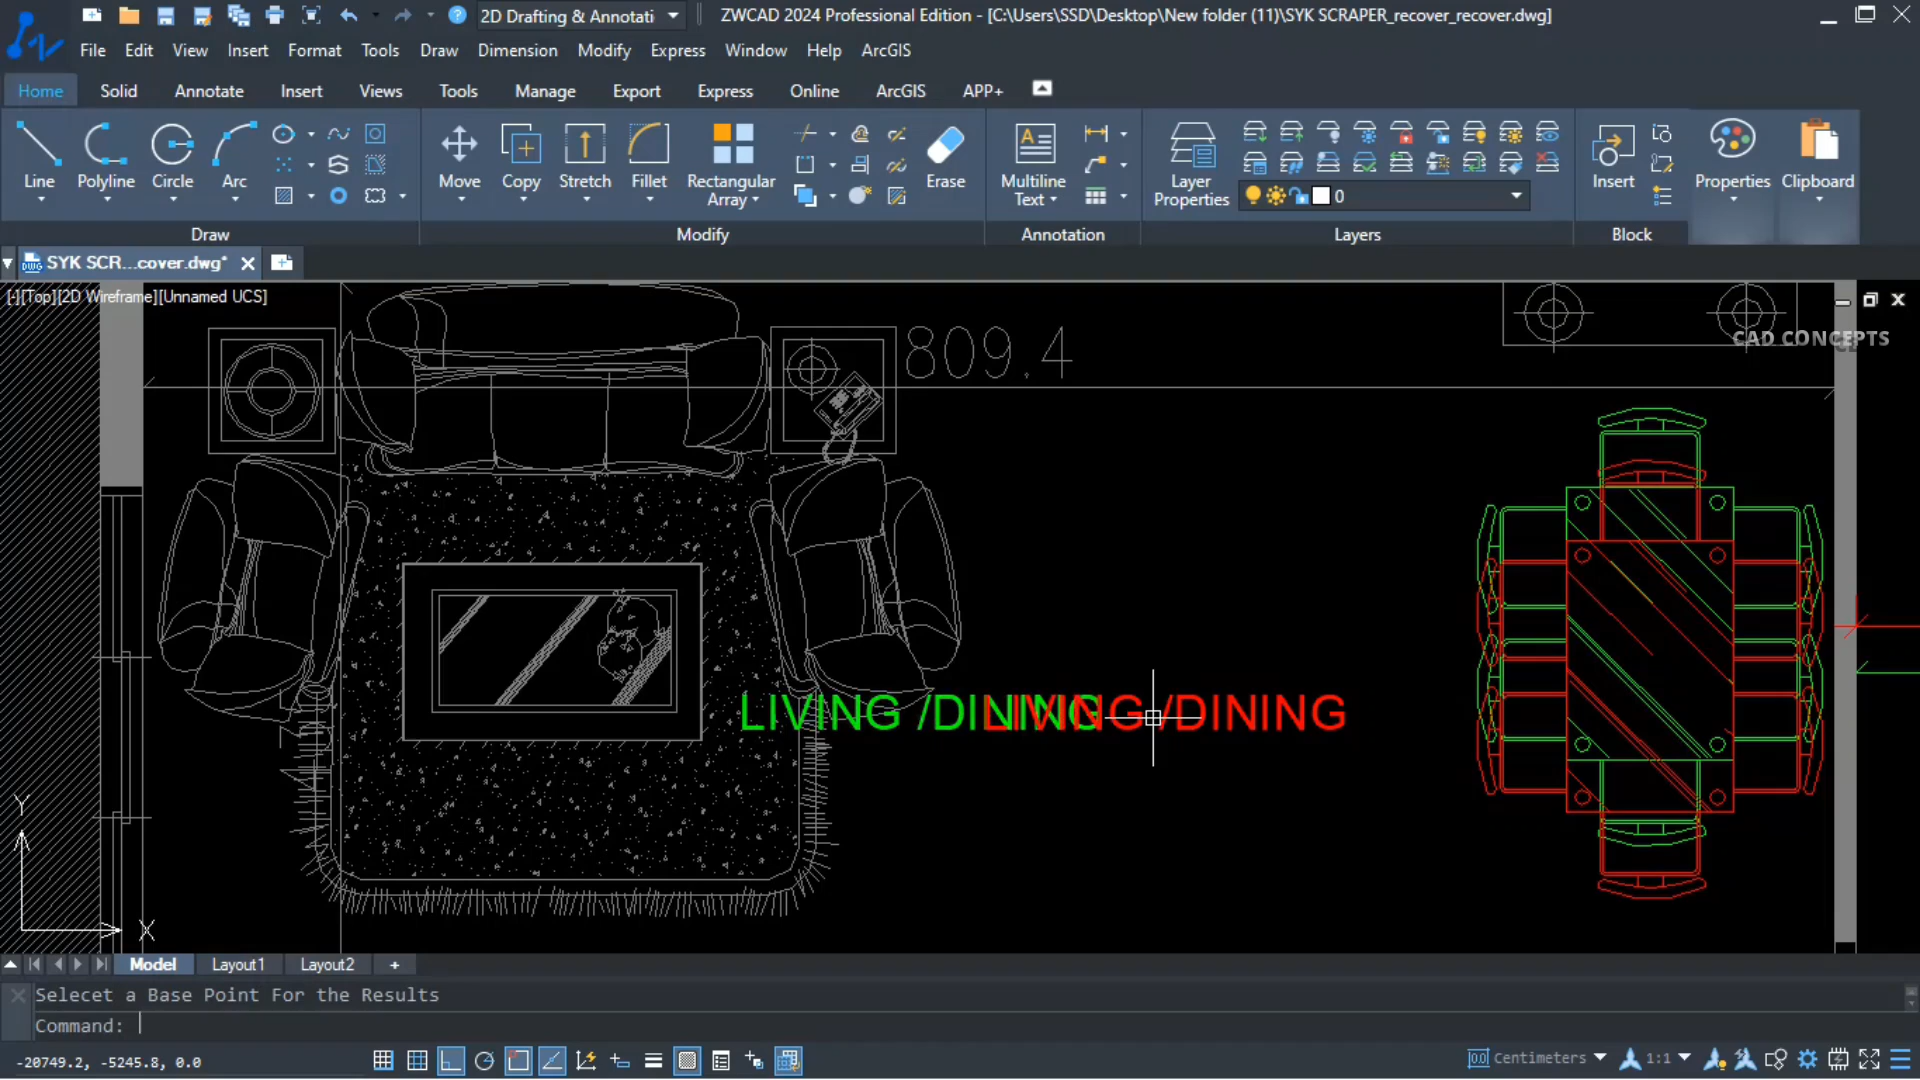 2D Drafting & Annotati
ZWCAD 2024 Professional Edition - [C:\Users\SSD\Desktop\New folder (11)\SYK SCRAPER_recover_recover.dwg]
File Edit View Insert Format Tools Draw Dimension Modify Express Window Help ArcGIS
Home Solid Annotate Insert Views Tools Manage Export Express Online ArcGIS APP+
Line Polyline Circle Arc Move Copy Stretch Fillet Rectangular Array Erase Multiline Text Layer Properties 0 Insert Properties Clipboard
Draw Modify Annotation Layers Block
SYK SCR...cover.dwg*
[-][Top][2D Wireframe][Unnamed UCS]
CAD CONCEPTS
809.4
LIVING /DINING
LIVING /DINING
Y
X
Model Layout1 Layout2 +
Selecet a Base Point For the Results
Command:
-20749.2, -5245.8, 0.0
Centimeters 1:1